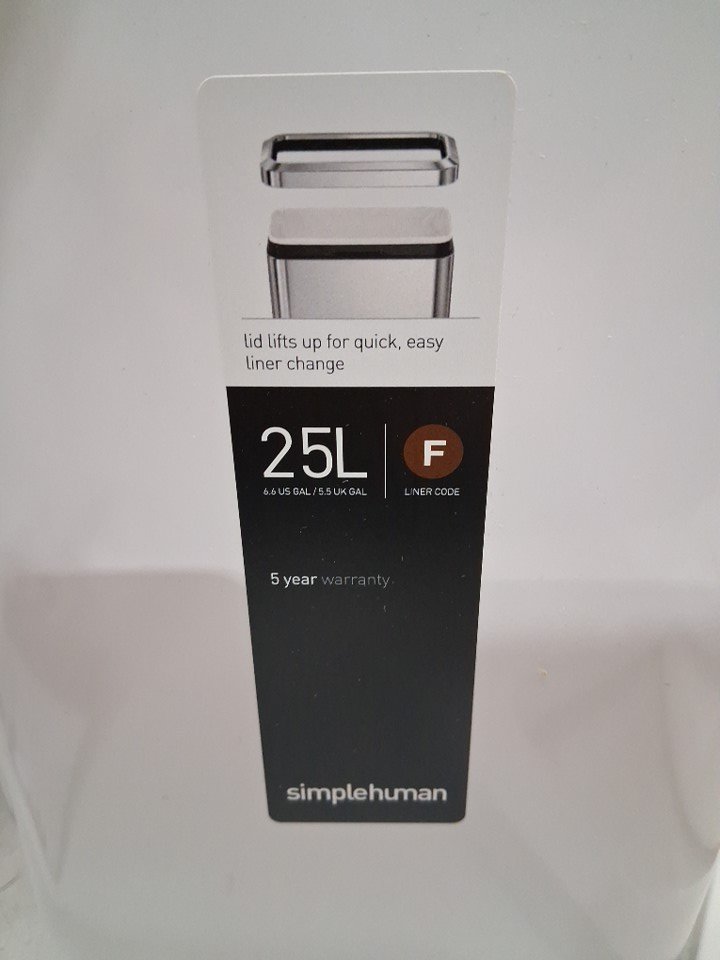 lid lifts up for quick, easy
liner change
25L
6.6 US GAL / 5.5 UK GAL
F
LINER CODE
5 year warranty
simplehuman